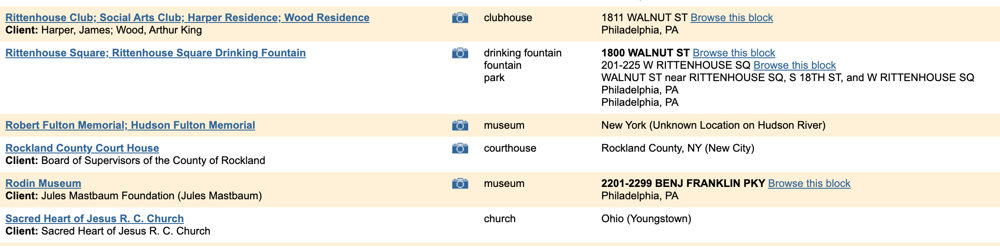 Rittenhouse Club; Social Arts Club; Harper Residence; Wood Residence clubhouse 1811 WALNUT ST Browse this block
Client: Harper, James; Wood, Arthur King Philadelphia, PA
Rittenhouse Square; Rittenhouse Square Drinking Fountain drinking fountain 1800 WALNUT ST Browse this block
fountain 201-225 W RITTENHOUSE SQ Browse this block
park WALNUT ST near RITTENHOUSE SQ, S 18TH ST, and W RITTENHOUSE SQ
Philadelphia, PA
Philadelphia, PA
Robert Fulton Memorial; Hudson Fulton Memorial museum New York (Unknown Location on Hudson River)
Rockland County Court House courthouse Rockland County, NY (New City)
Client: Board of Supervisors of the County of Rockland
Rodin Museum museum 2201-2299 BENJ FRANKLIN PKY Browse this block
Client: Jules Mastbaum Foundation (Jules Mastbaum) Philadelphia, PA
Sacred Heart of Jesus R. C. Church church Ohio (Youngstown)
Client: Sacred Heart of Jesus R. C. Church